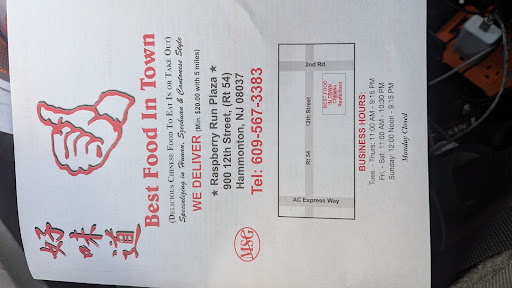 好味道
Best Food In Town
(Delicious Chinese Food To Eat In or Take Out)
Specializing in Hunan, Szechuan & Cantonese Style
WE DELIVER (Min. $20.00 with 5 miles)
★ Raspberry Run Plaza ★
900 12th Street, (Rt 54)
Hammonton, NJ 08037
Tel: 609-567-3383
2nd Rd.
12th Street
Rt 54
BEST FOOD
IN TOWN
AC Express Way
MSG
BUSINESS HOURS:
Tues. - Thurs: 11:00 AM - 9:15 PM
Fri. - Sat: 11:00 AM - 10:30 PM
Sunday: 12:00 Noon - 9:15 PM
Monday Closed